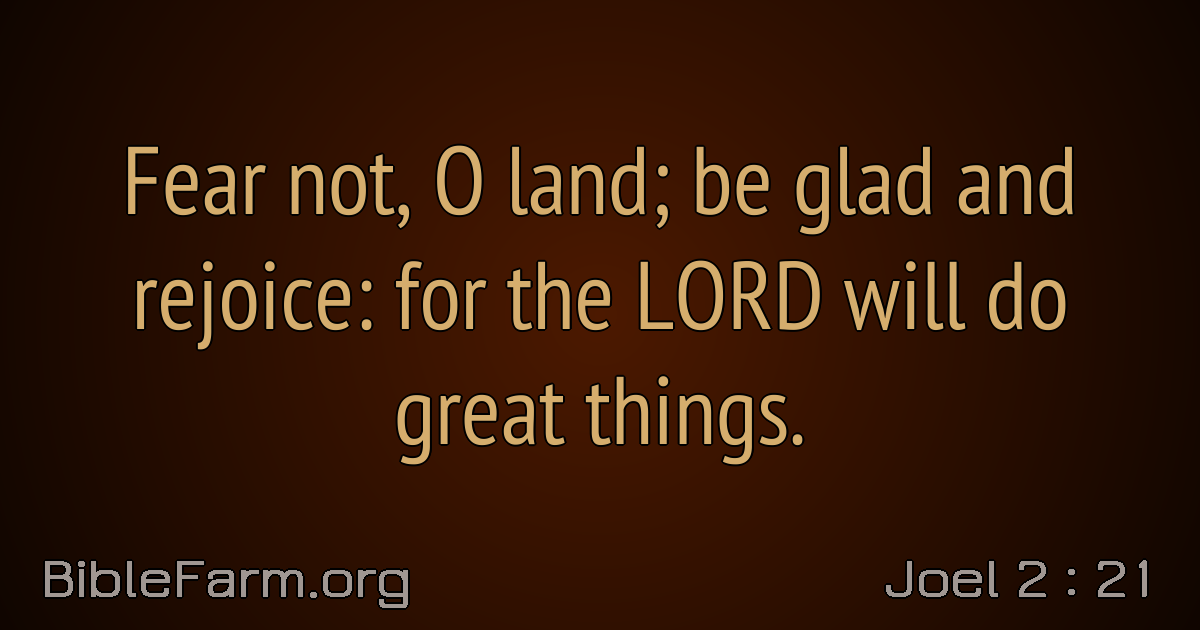 Fear not, O land; be glad and
rejoice: for the LORD will do
great things.
BibleFarm.org
Joel 2 : 21